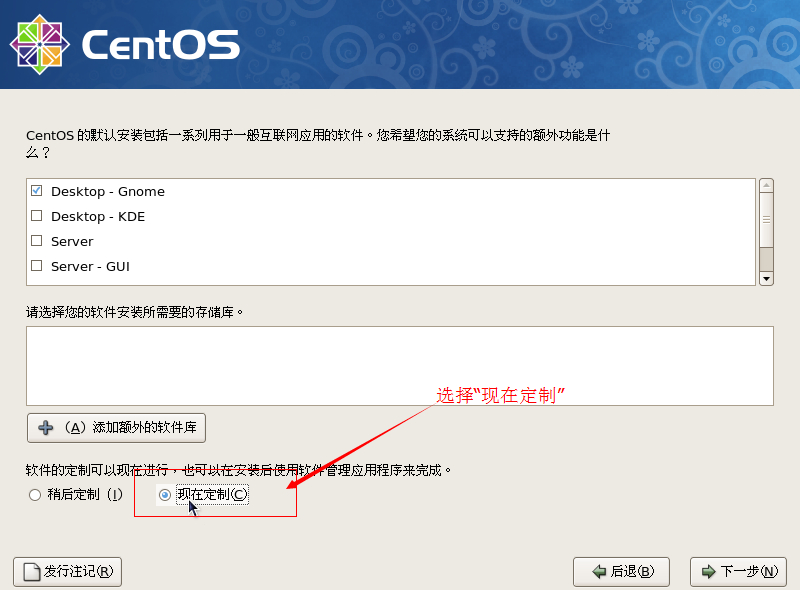 CentOS
CentOS 的默认安装包括一系列用于一般互联网应用的软件。您希望您的系统可以支持的额外功能是什
么？
Desktop - Gnome
Desktop - KDE
Server
Server - GUI
请选择您的软件安装所需要的存储库。
选择“现在定制”
(A) 添加额外的软件库
软件的定制可以现在进行，也可以在安装后使用软件管理应用程序来完成。
稍后定制 (I) 现在定制(C)
发行注记(R) 后退(B) 下一步(N)